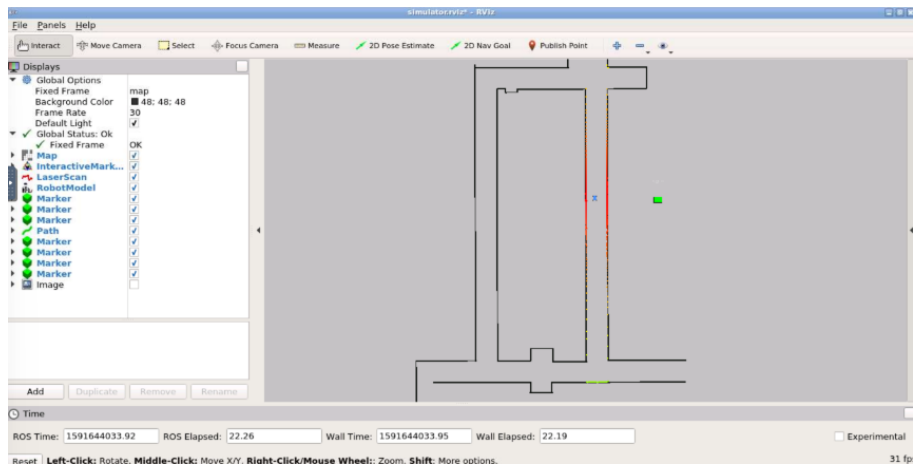 simulator.rviz* - RViz
File Panels Help
Interact Move Camera Select Focus Camera Measure 2D Pose Estimate 2D Nav Goal Publish Point
Displays
Global Options
Fixed Frame map
Background Color 48; 48; 48
Frame Rate 30
Default Light
Global Status: Ok
Fixed Frame OK
Map
InteractiveMark...
LaserScan
RobotModel
Marker
Marker
Marker
Path
Marker
Marker
Marker
Marker
Image
Add Duplicate Remove Rename
Time
ROS Time: 1591644033.92 ROS Elapsed: 22.26 Wall Time: 1591644033.95 Wall Elapsed: 22.19 Experimental
Reset Left-Click: Rotate. Middle-Click: Move X/Y. Right-Click/Mouse Wheel:: Zoom. Shift: More options. 31 fps